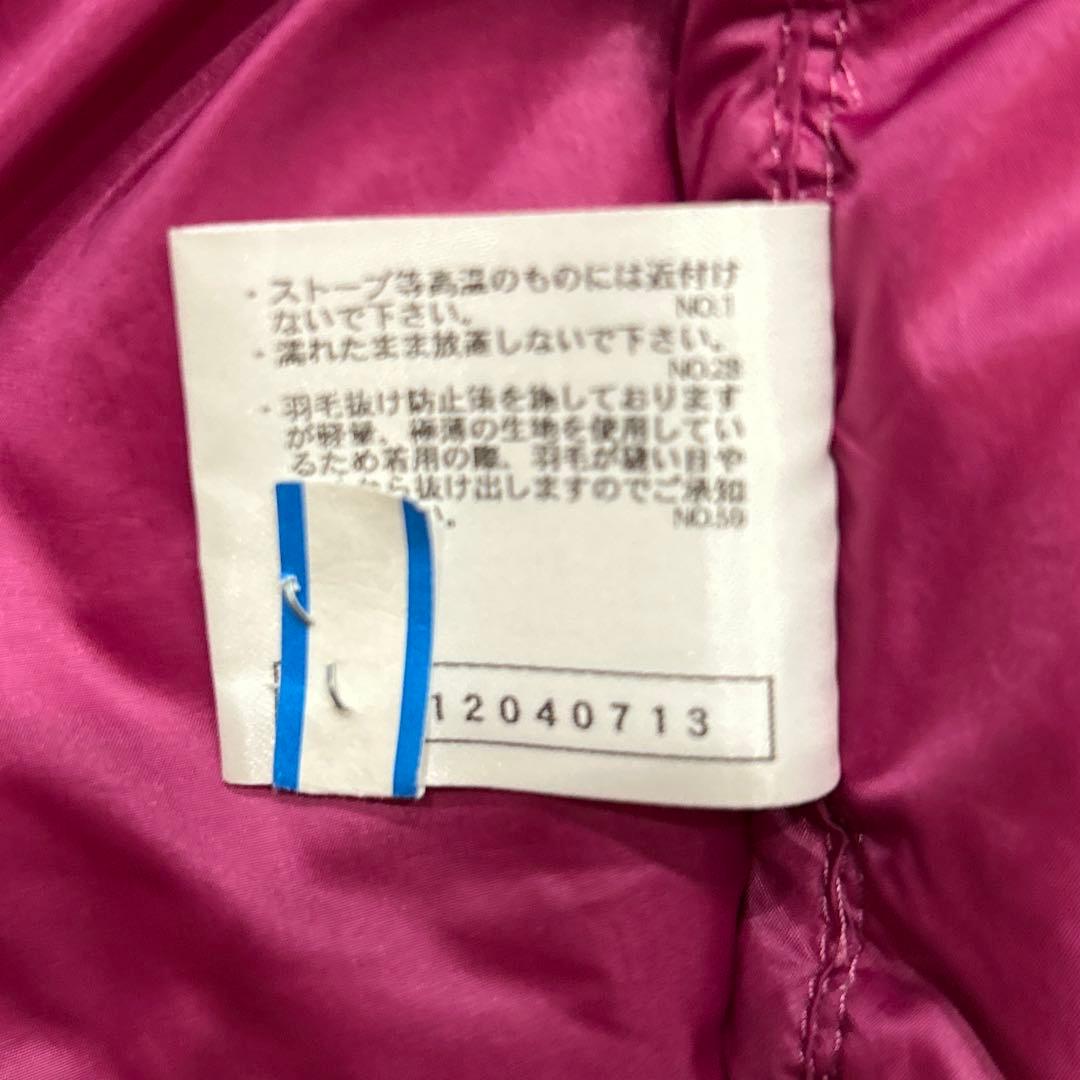 ・ストーブ等高温のものには近付け
ないで下さい。 NO.1
・濡れたまま放置しないで下さい。
NO.28
・羽毛抜け防止策を施しております
が軽量、極薄の生地を使用してい
るため着用の際、羽毛が縫い目や
から抜け出しますのでご承知
い。 NO.59
12040713